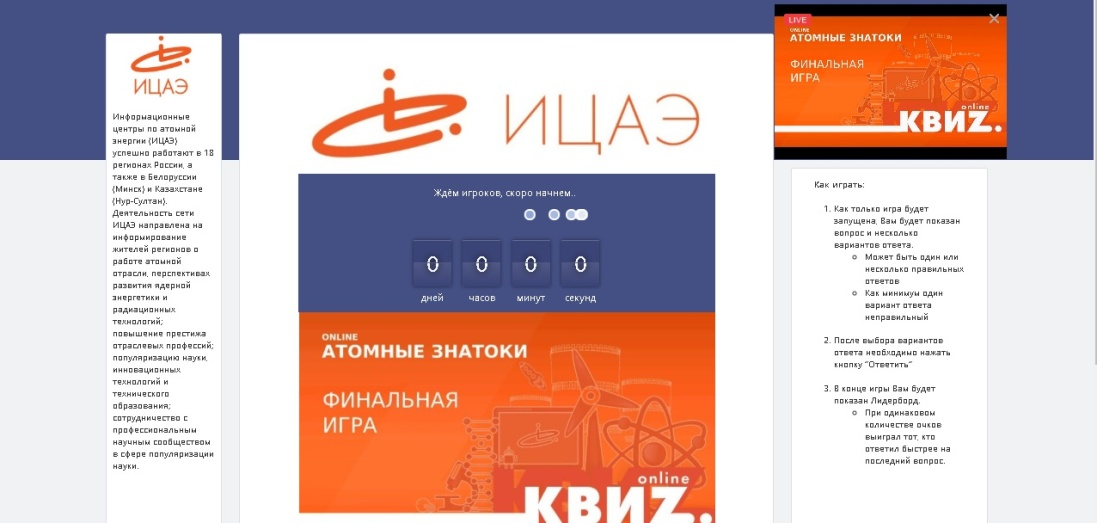 ИЦАЭ
Информационные
центры по атомной
энергии (ИЦАЭ)
успешно работают в 18
регионах России, а
также в Белоруссии
(Минск) и Казахстане
(Нур-Султан).
Деятельность сети
ИЦАЭ направлена на
информирование
жителей регионов о
работе атомной
отрасли, перспективах
развития ядерной
энергетики и
радиационных
технологий;
повышение престижа
отраслевых профессий;
популяризацию науки,
инновационных
технологий и
технического
образования;
сотрудничество с
профессиональным
научным сообществом
в сфере популяризации
науки.
ИЦАЭ
Ждём игроков, скоро начнем..
0 0 0 0
дней часов минут секунд
ONLINE
АТОМНЫЕ ЗНАТОКИ
ФИНАЛЬНАЯ
ИГРА
online
КВИZ.
LIVE
ONLINE
АТОМНЫЕ ЗНАТОКИ
ФИНАЛЬНАЯ
ИГРА
online
КВИZ.
Как играть:
1. Как только игра будет
запущена, Вам будет показан
вопрос и несколько
вариантов ответа.
Может быть один или
несколько правильных
ответов
Как минимум один
вариант ответа
неправильный
2. После выбора вариантов
ответа необходимо нажать
кнопку "Ответить"
3. В конце игры Вам будет
показан Лидерборд.
При одинаковом
количестве очков
выиграл тот, кто
ответил быстрее на
последний вопрос.